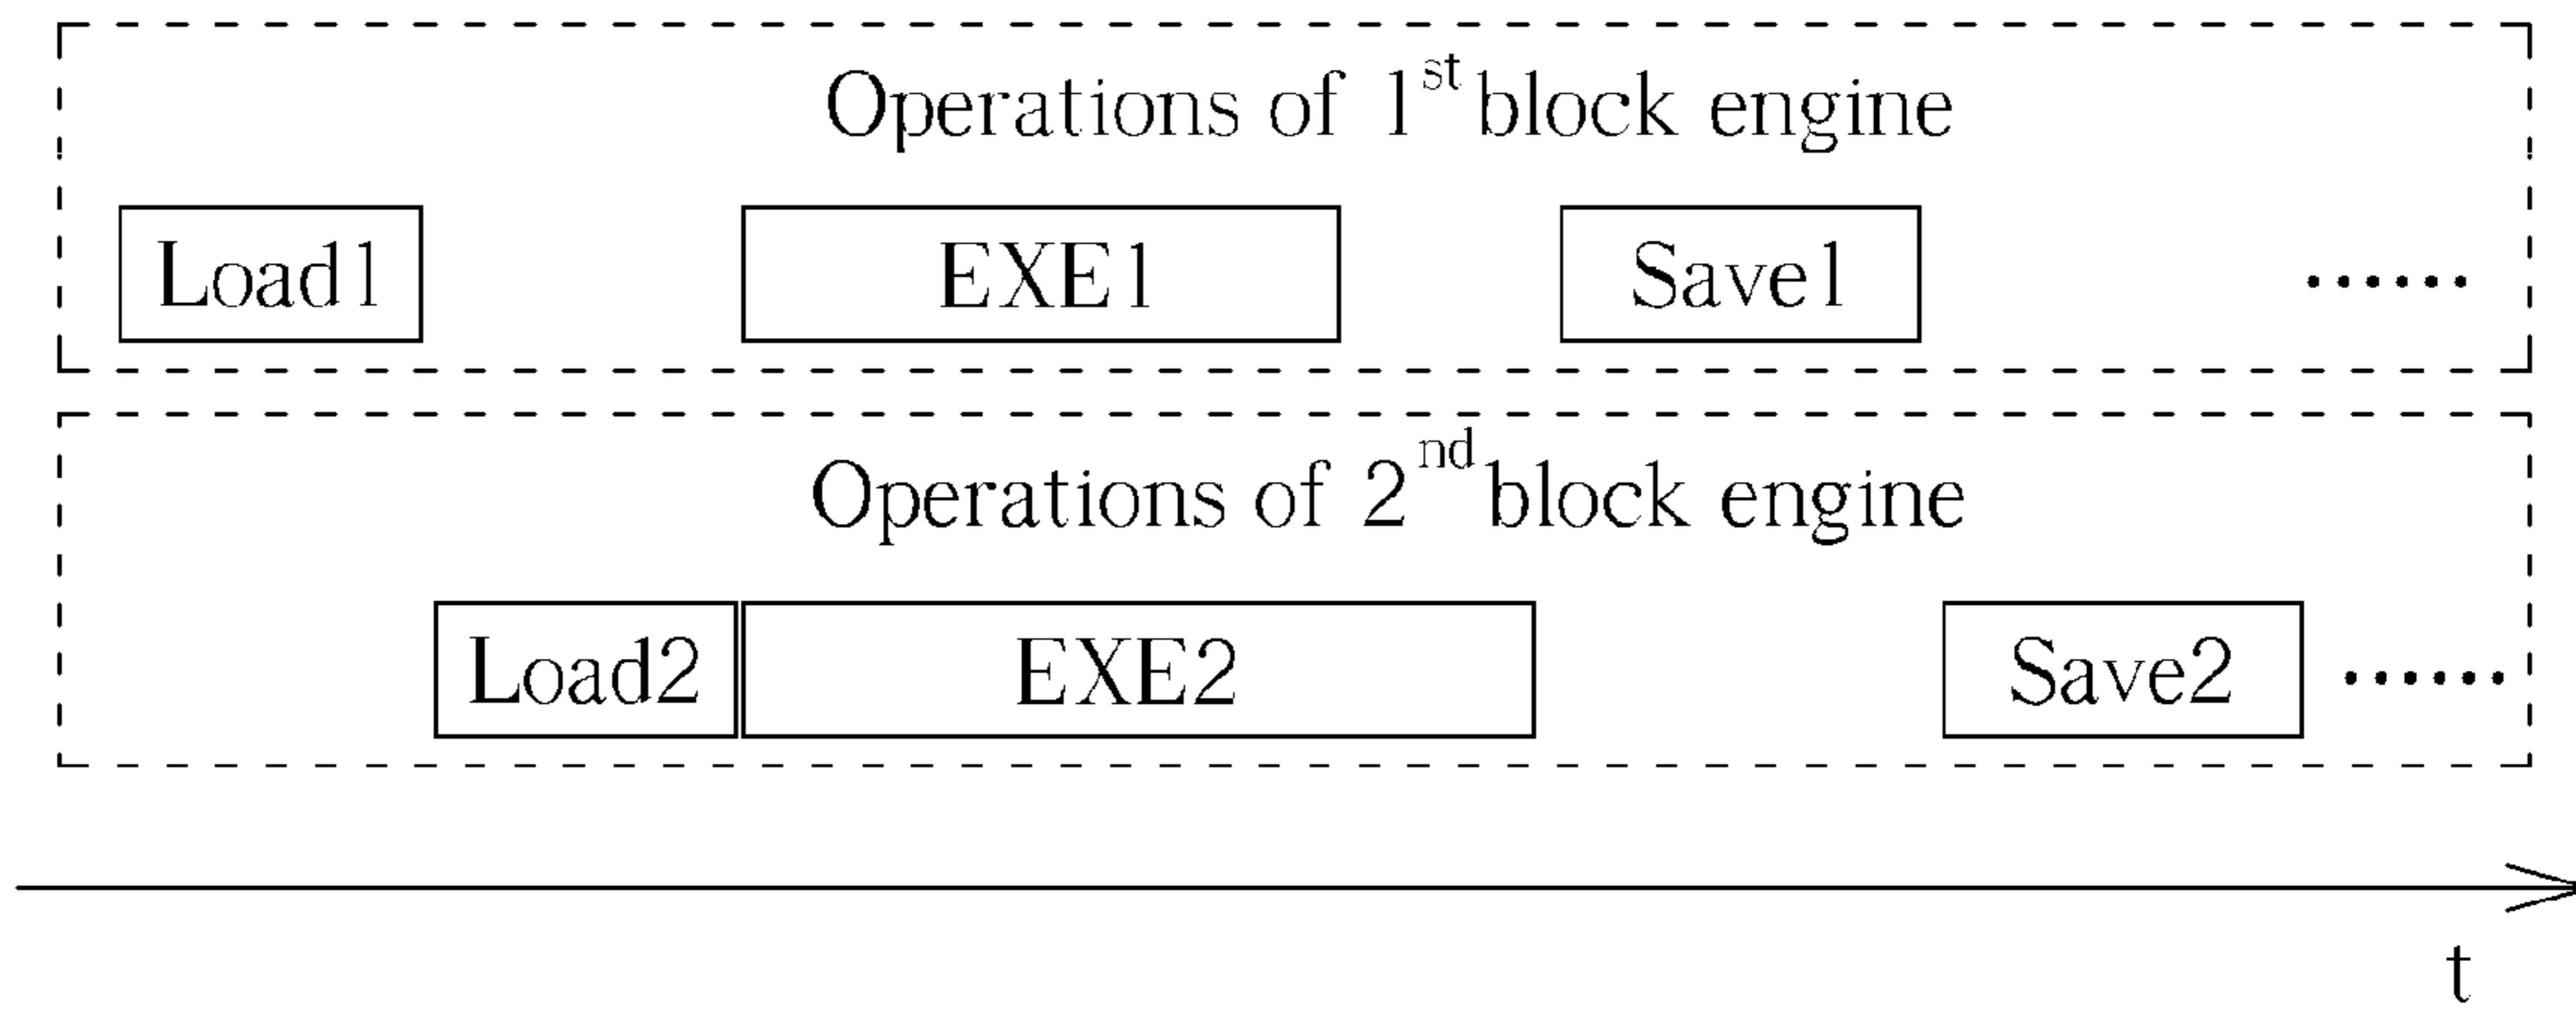 Operations of 1st block engine
Load1 EXE1 Save1 ······
Operations of 2nd block engine
Load2 EXE2 Save2 ······
t